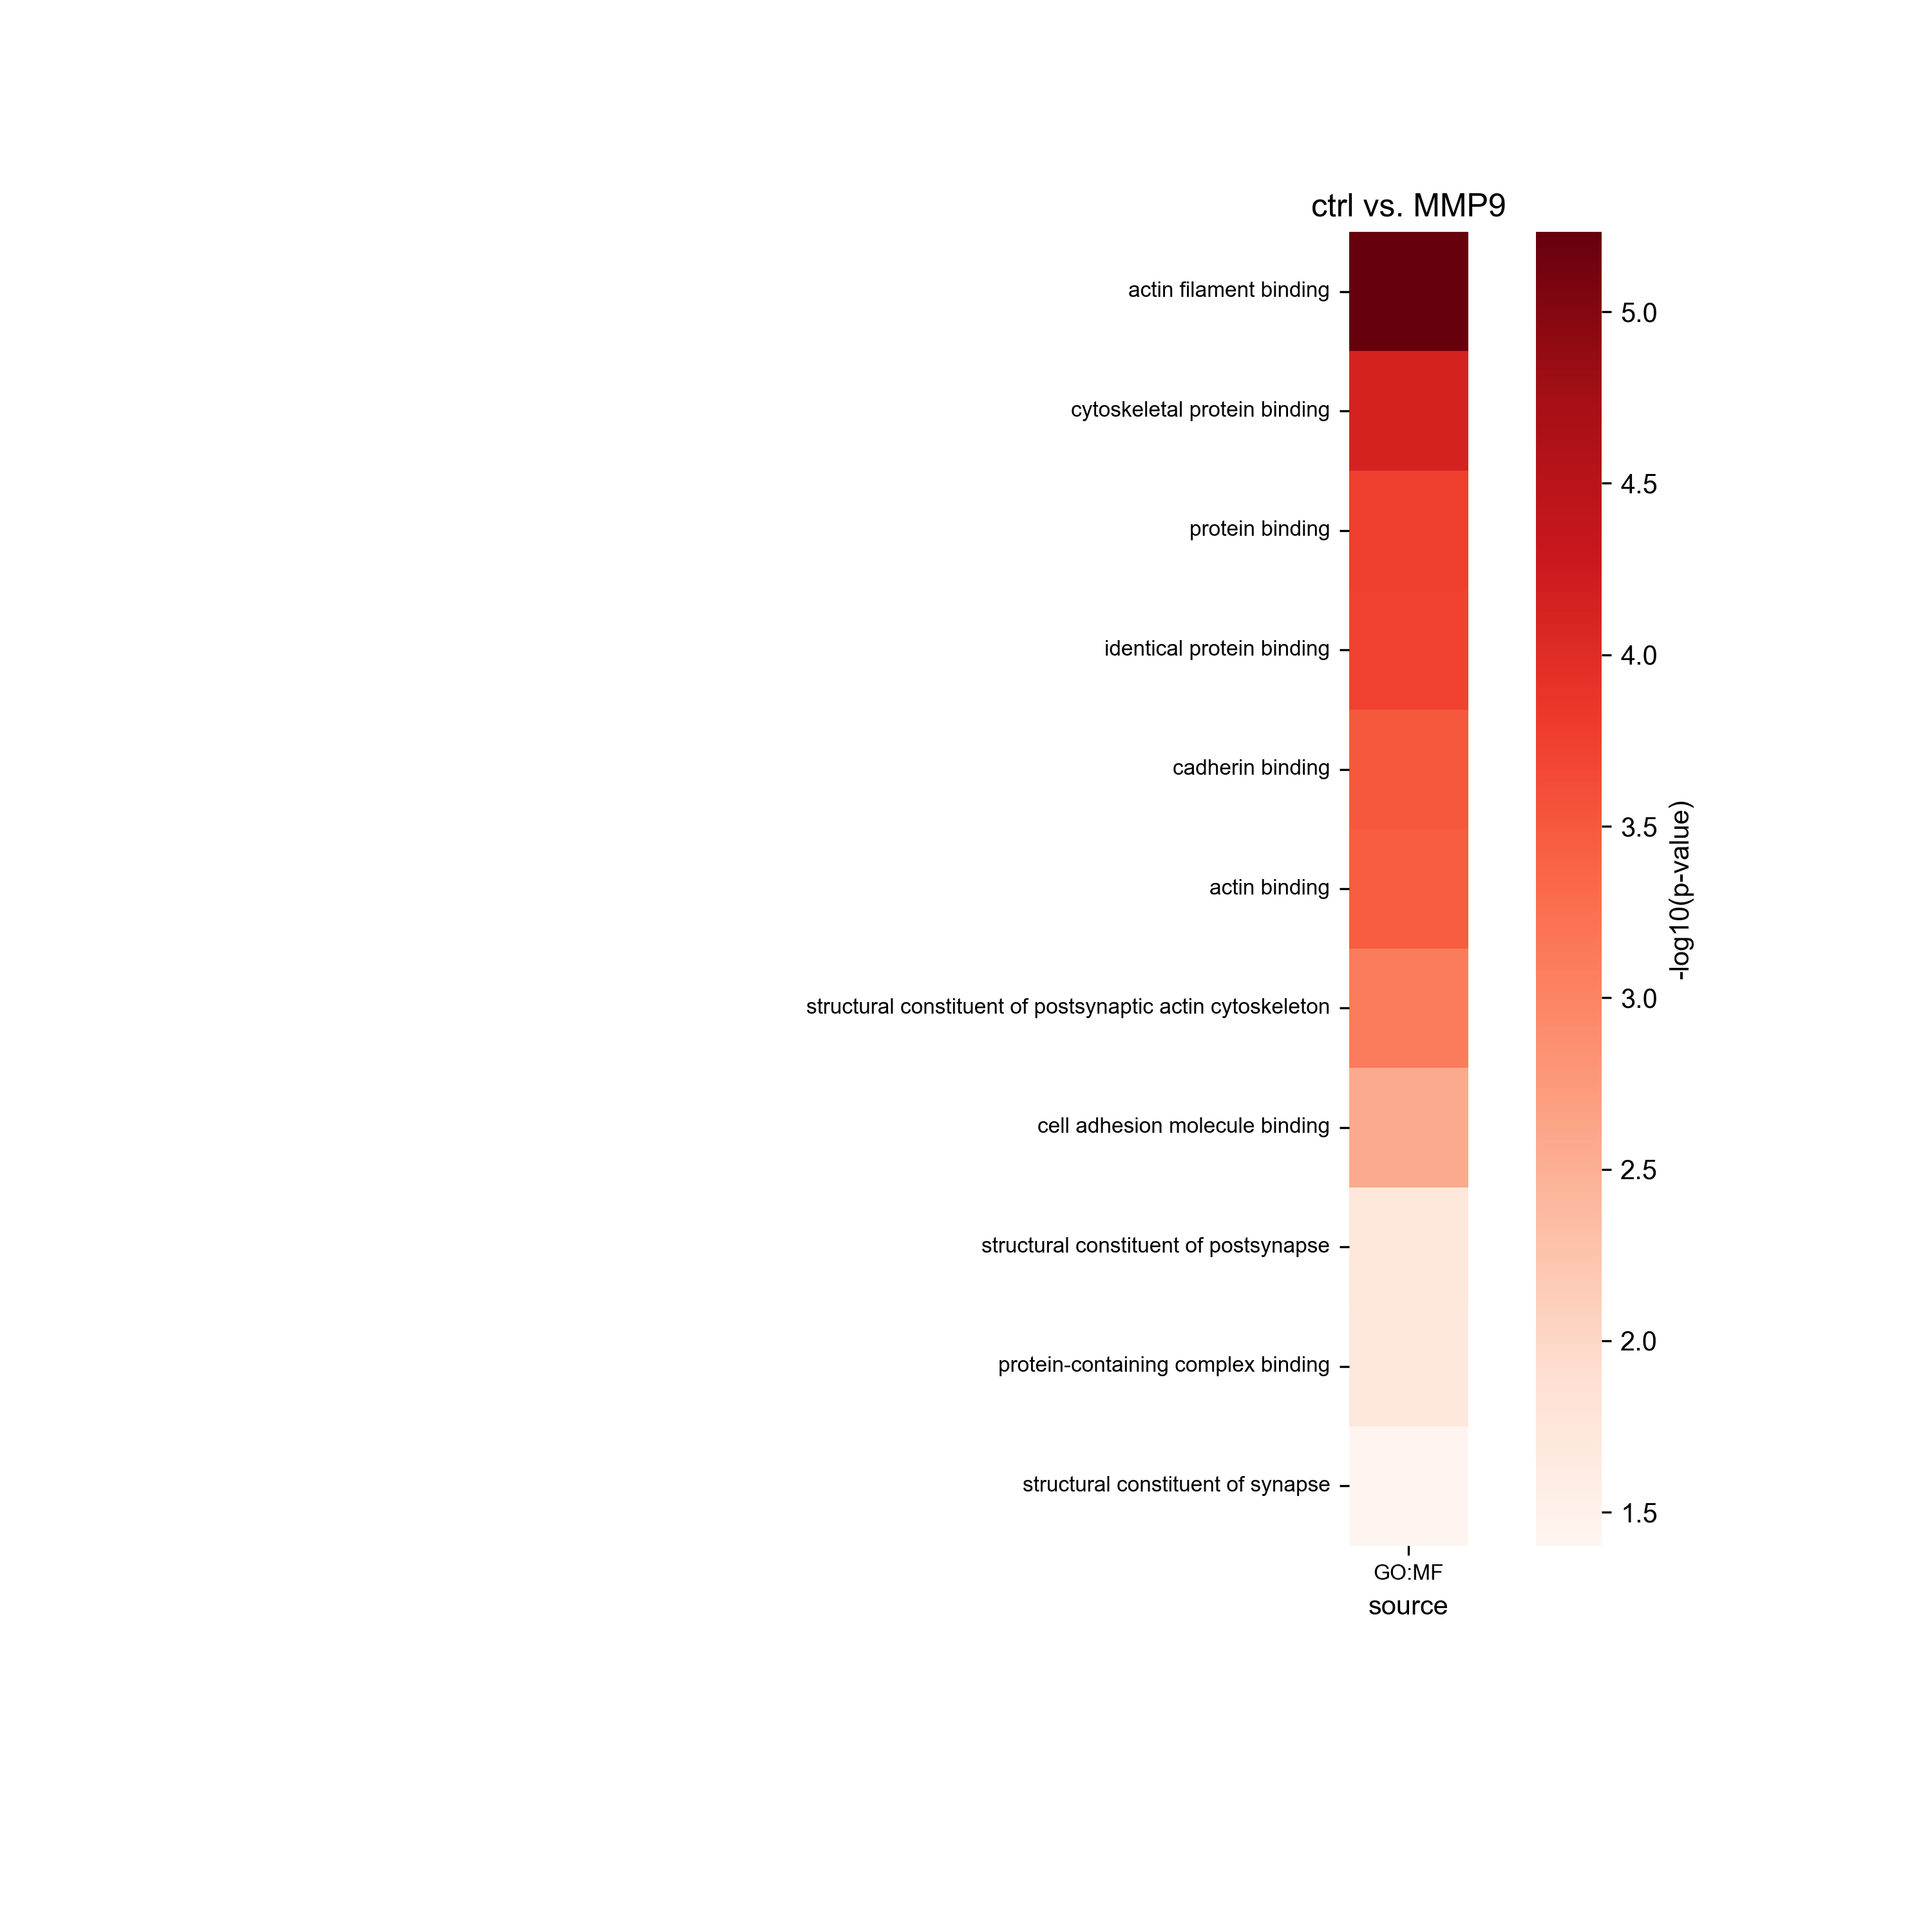 ctrl vs. MMP9
actin filament binding
cytoskeletal protein binding
protein binding
identical protein binding
cadherin binding
actin binding
structural constituent of postsynaptic actin cytoskeleton
cell adhesion molecule binding
structural constituent of postsynapse
protein-containing complex binding
structural constituent of synapse
GO:MF
source
5.0
4.5
4.0
3.5
3.0
2.5
2.0
1.5
-log10(p-value)